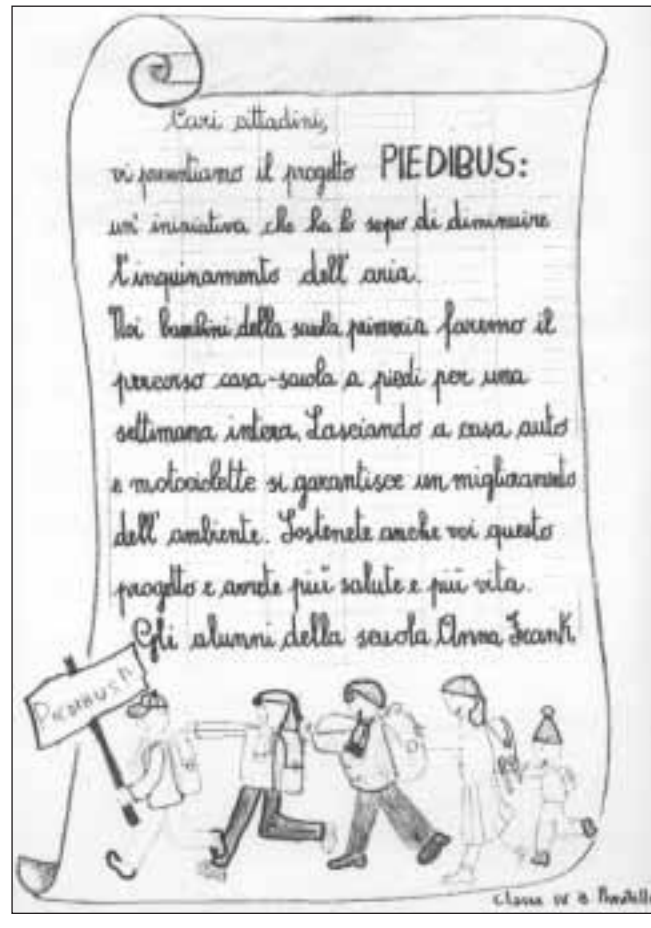 Cari cittadini,
vi presentiamo il progetto PIEDIBUS:
un' iniziativa che ha lo scopo di diminuire
l'inquinamento dell' aria.
Noi bambini della scuola primaria faremo il
percorso casa-scuola a piedi per una
settimana intera. Lasciando a casa auto
e motociclette si garantisce un miglioramento
dell' ambiente. Sostenete anche voi questo
progetto e avrete più salute e più vita.
Gli alunni della scuola Anna Frank
PIEDIBUS
Classe IV B